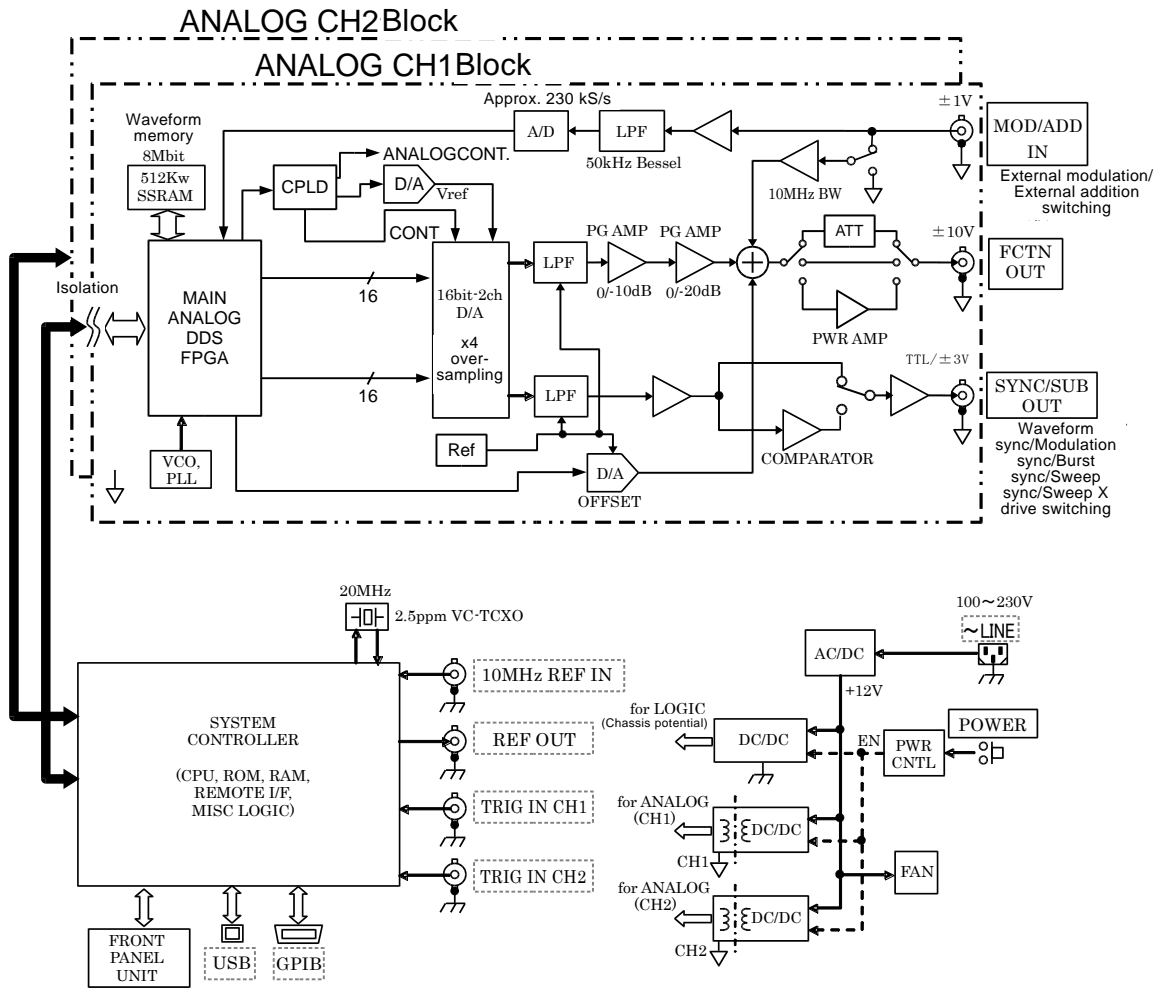 ANALOG CH2 Block
ANALOG CH1 Block
Approx. 230 kS/s
Waveform
memory
8Mbit
512Kw
SSRAM
A/D
LPF
50kHz Bessel
±1V
MOD/ADD
IN
External modulation/
External addition
switching
CPLD
ANALOGCONT.
D/A
Vref
CONT
10MHz BW
Isolation
MAIN
ANALOG
DDS
FPGA
16
16
16bit-2ch
D/A
x4
over-
sampling
LPF
PG AMP
0/-10dB
PG AMP
0/-20dB
ATT
PWR AMP
±10V
FCTN
OUT
LPF
COMPARATOR
TTL/±3V
SYNC/SUB
OUT
Waveform
sync/Modulation
sync/Burst
sync/Sweep
sync/Sweep X
drive switching
VCO,
PLL
Ref
D/A
OFFSET
20MHz
2.5ppm VC-TCXO
SYSTEM
CONTROLLER
(CPU, ROM, RAM,
REMOTE I/F,
MISC LOGIC)
10MHz REF IN
REF OUT
TRIG IN CH1
TRIG IN CH2
FRONT
PANEL
UNIT
USB
GPIB
100～230V
～LINE
AC/DC
+12V
for LOGIC
(Chassis potential)
DC/DC
EN
PWR
CNTL
POWER
for ANALOG
(CH1)
DC/DC
CH1
FAN
for ANALOG
(CH2)
DC/DC
CH2